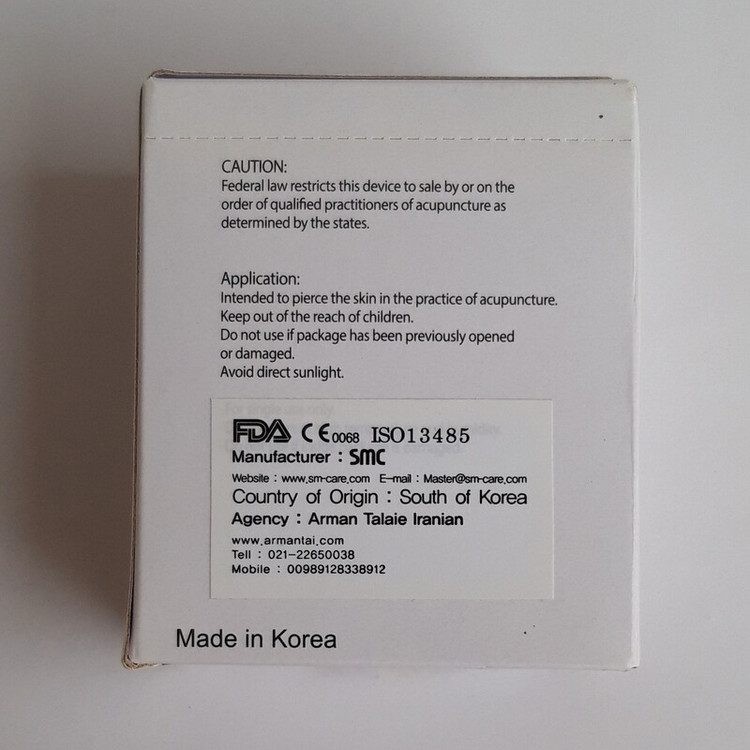 CAUTION:
Federal law restricts this device to sale by or on the
order of qualified practitioners of acupuncture as
determined by the states.
Application:
Intended to pierce the skin in the practice of acupuncture.
Keep out of the reach of children.
Do not use if package has been previously opened
or damaged.
Avoid direct sunlight.
FDA CE0068 ISO13485
Manufacturer : SMC
Website : www.sm-care.com E-mail : Master@sm-care.com
Country of Origin : South of Korea
Agency : Arman Talaie Iranian
www.armantai.com
Tell : 021-22650038
Mobile : 00989128338912
Made in Korea